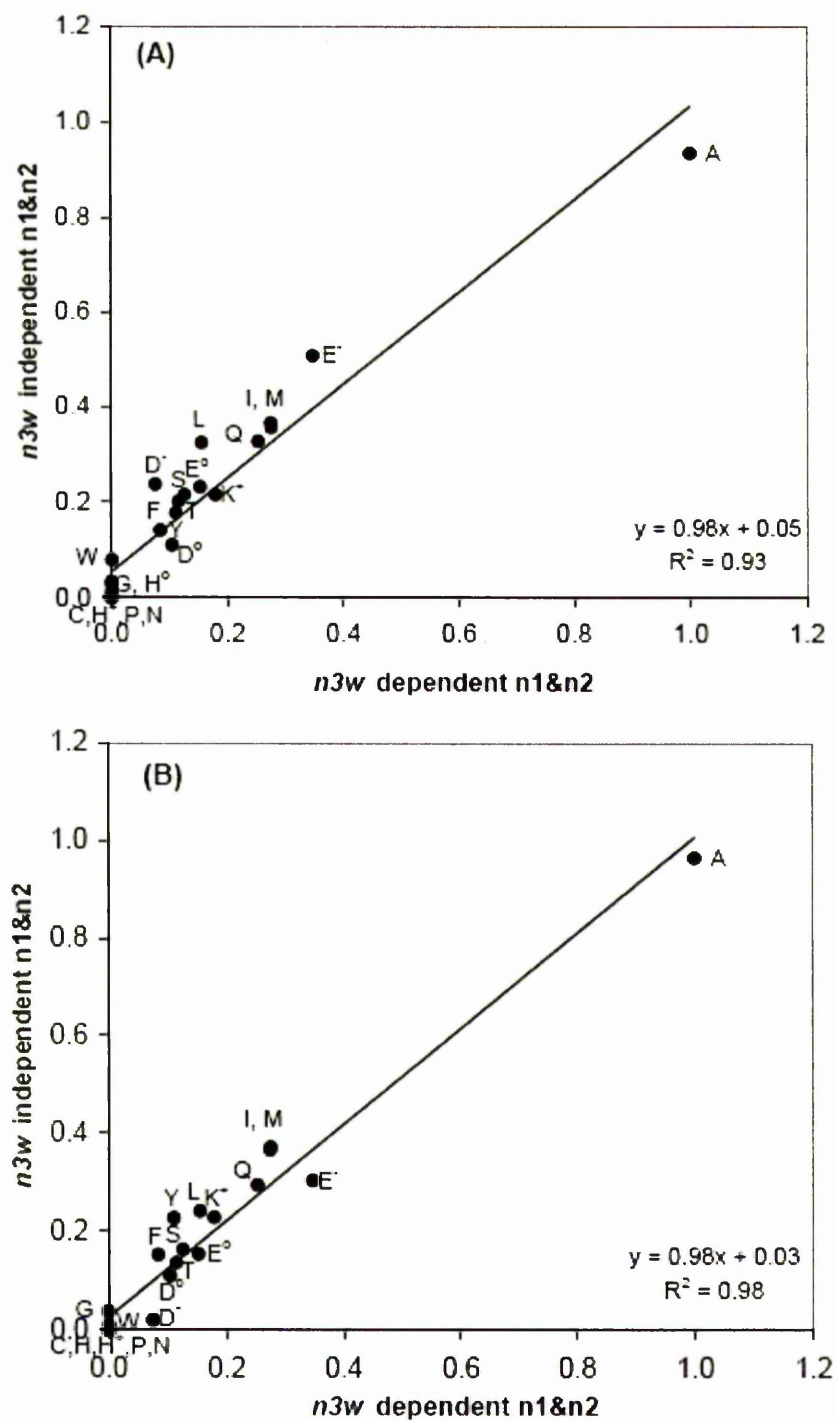 (A)
1.2
1.0
0.8
0.6
0.4
0.2
0.0
n3w independent n1&n2
A
E⁻
I, M
L
Q
D⁻
E°
S
K⁺
F
T
Y
D°
W
G, H°
C,H⁺,P,N
y = 0.98x + 0.05
R² = 0.93
0.0 0.2 0.4 0.6 0.8 1.0 1.2
n3w dependent n1&n2
(B)
1.2
1.0
0.8
0.6
0.4
0.2
0.0
n3w independent n1&n2
A
I, M
Q
E⁻
Y
L
K⁺
F
S
E°
T
D°
G
W
D⁻
C,H,H⁺,P,N
y = 0.98x + 0.03
R² = 0.98
0.0 0.2 0.4 0.6 0.8 1.0 1.2
n3w dependent n1&n2